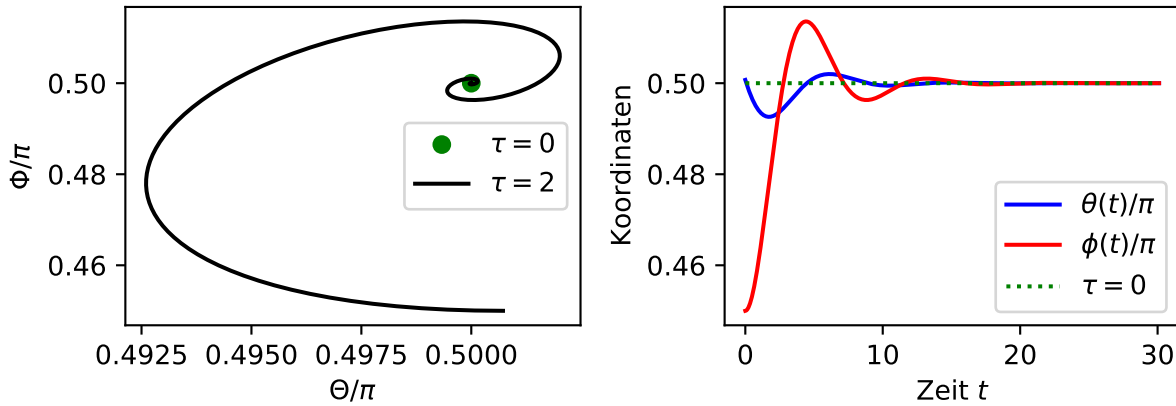 0.50
0.48
0.46
Φ/π
τ = 0
τ = 2
0.4925 0.4950 0.4975 0.5000
Θ/π
0.50
0.48
0.46
Koordinaten
θ(t)/π
ϕ(t)/π
τ = 0
0 10 20 30
Zeit t